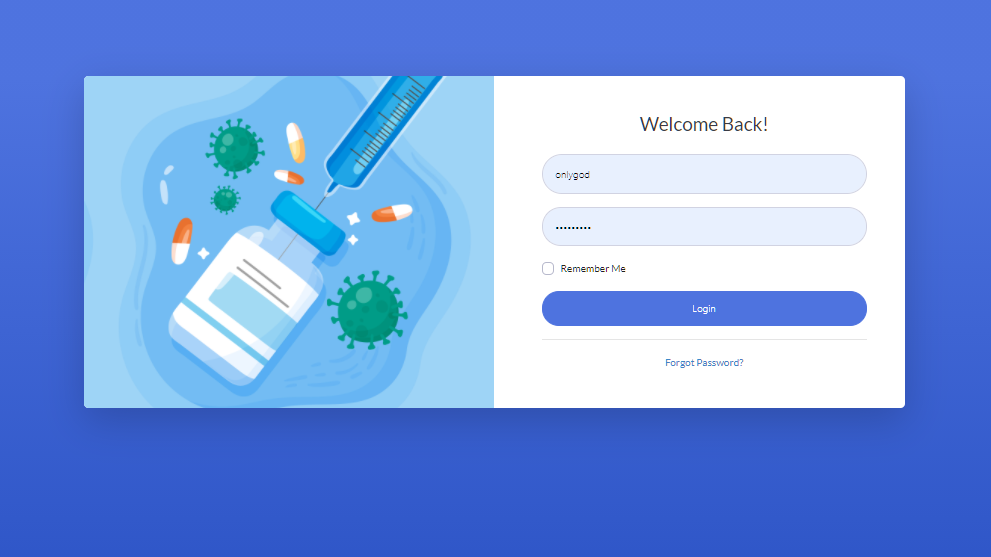 Welcome Back!
onlygod
•••••••••
Remember Me
Login
Forgot Password?